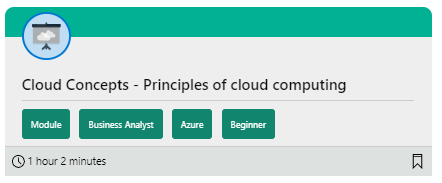 Cloud Concepts - Principles of cloud computing
Module Business Analyst Azure Beginner
1 hour 2 minutes